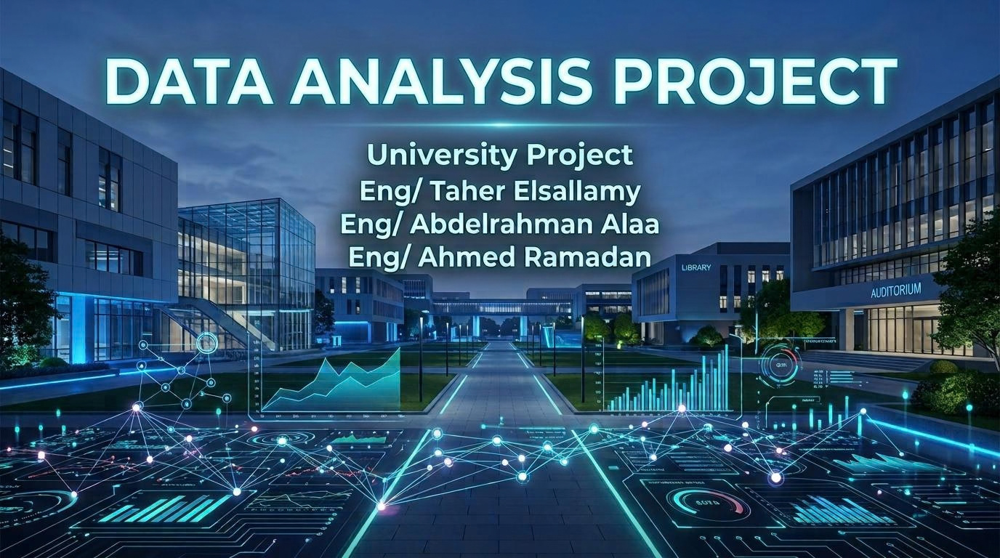 DATA ANALYSIS PROJECT
University Project
Eng/ Taher Elsallamy
Eng/ Abdelrahman Alaa
Eng/ Ahmed Ramadan
LIBRARY
AUDITORIUM